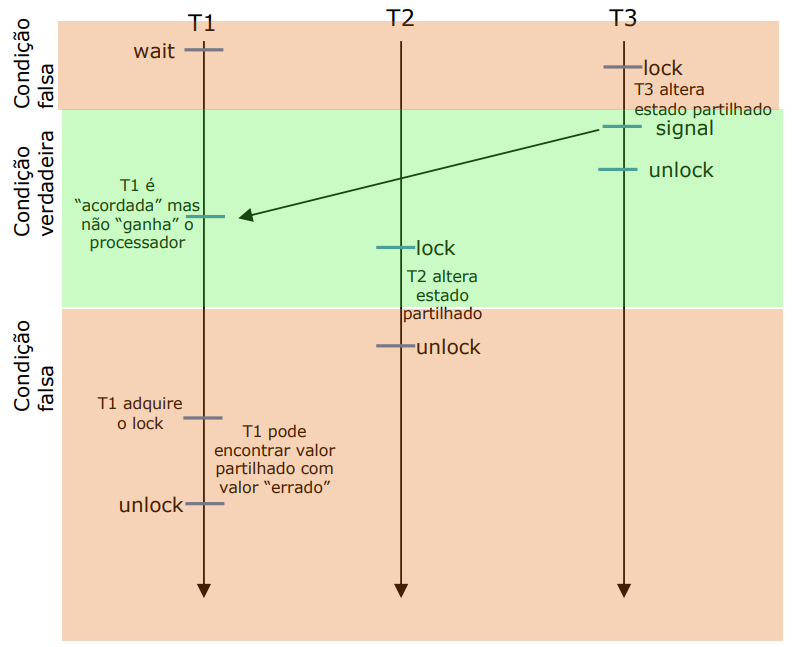 T1
T2
T3
Condição
falsa
wait
lock
T3 altera
estado partilhado
Condição
verdadeira
signal
unlock
T1 é
“acordada” mas
não “ganha” o
processador
lock
T2 altera
estado
partilhado
Condição
falsa
unlock
T1 adquire
o lock
T1 pode
encontrar valor
partilhado com
valor “errado”
unlock